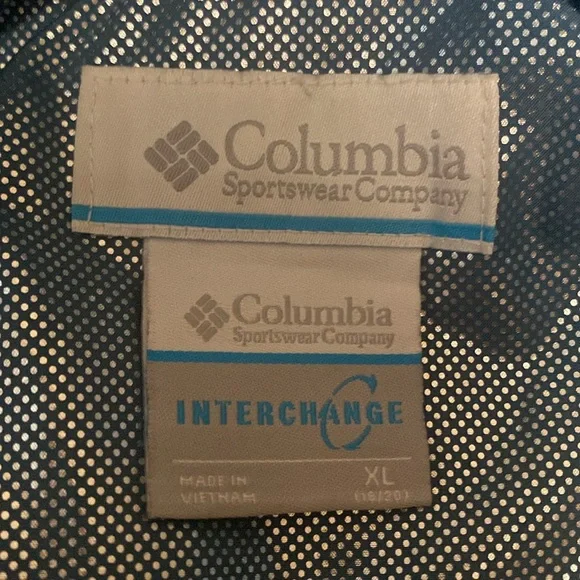 Columbia
Sportswear Company
Columbia
Sportswear Company
INTERCHANGE
MADE IN
VIETNAM
XL
(18/20)